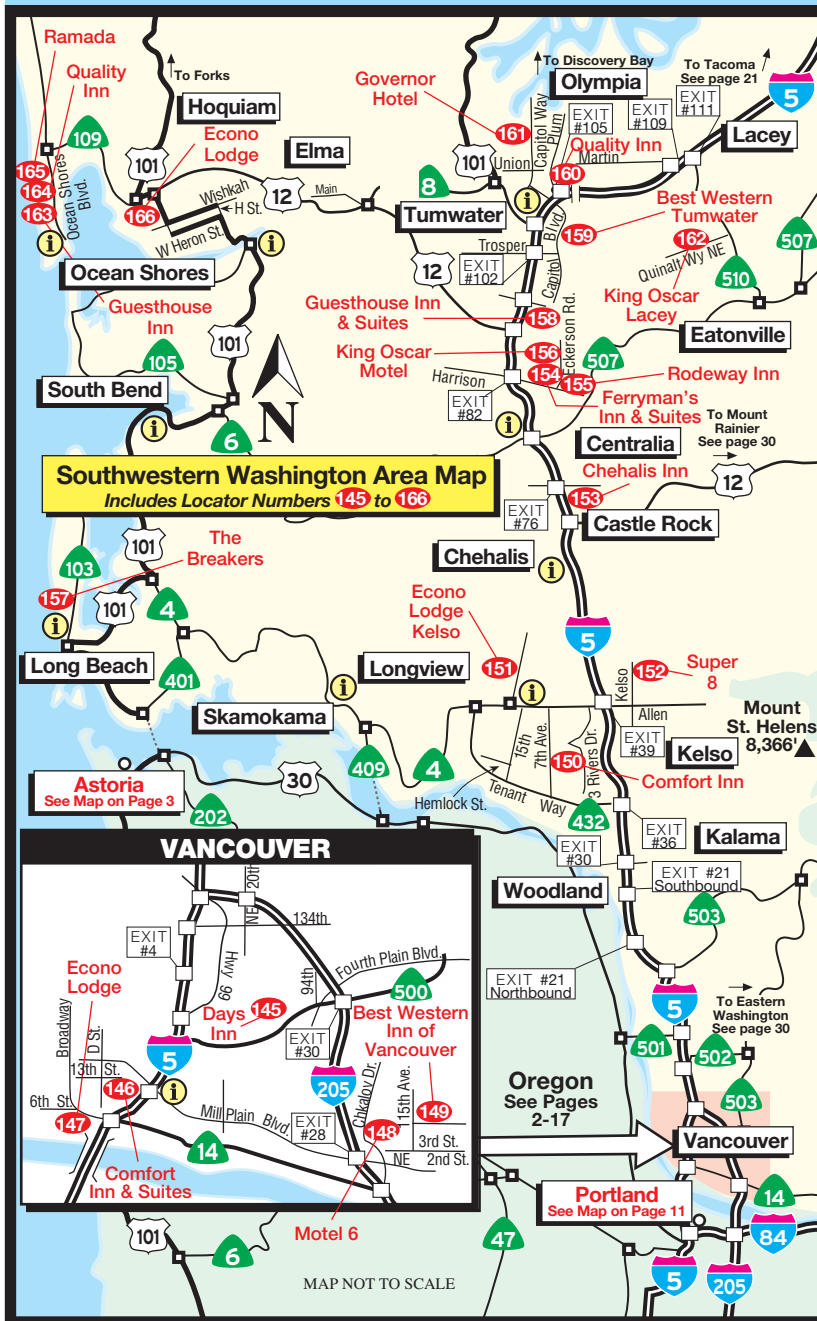 Ramada
Quality
Inn
To Forks
Hoquiam
Econo
Lodge
Elma
Governor
Hotel
To Discovery Bay
Olympia
To Tacoma
See page 21
5
EXIT
#111
EXIT
#109
EXIT
#105
Lacey
109
101
165
164
163
166
Ocean Shores
Blvd.
Wishkah
H St.
W Heron St.
12
Main
8
101
161
Union
Capitol Way
Plum
Quality Inn
160
Martin
Tumwater
Best Western
Tumwater
159
Capitol Blvd.
Trosper
EXIT
#102
162
Quinalt Wy NE
King Oscar
Lacey
507
510
i
i
i
Ocean Shores
Guesthouse
Inn
12
Guesthouse Inn
& Suites
158
Eatonville
101
105
King Oscar
Motel
156
Eckerson Rd.
507
154
155
Rodeway Inn
Harrison
EXIT
#82
Ferryman's
Inn & Suites
South Bend
i
N
6
i
Centralia
To Mount
Rainier
See page 30
12
Southwestern Washington Area Map
Includes Locator Numbers 145 to 166
Chehalis Inn
153
EXIT
#76
Castle Rock
101
The
Breakers
Chehalis
i
103
157
101
4
i
Econo
Lodge
Kelso
5
Long Beach
401
i
Longview
151
i
Kelso
152
Super
8
Skamokama
Allen
Mount
St. Helens
8,366'
EXIT
#39
Kelso
15th
7th Ave.
3 Rivers Dr.
150
Comfort Inn
409
4
Hemlock St.
Tenant Way
432
Astoria
See Map on Page 3
30
202
EXIT
#36
Kalama
EXIT
#30
EXIT #21
Southbound
Woodland
503
EXIT #21
Northbound
VANCOUVER
NE 20th
134th
EXIT
#4
Hwy 99
94th
Fourth Plain Blvd.
500
Econo
Lodge
Days
Inn
145
EXIT
#30
Best Western
Inn of
Vancouver
Broadway
D St.
13th St.
5
205
Chkalov Dr.
115th Ave.
149
146
i
6th St.
147
Mill Plain Blvd.
EXIT
#28
148
3rd St.
NE 2nd St.
14
Comfort
Inn & Suites
Motel 6
5
To Eastern
Washington
See page 30
501
502
503
Oregon
See Pages
2-17
Vancouver
14
Portland
See Map on Page 11
84
101
6
47
5
205
MAP NOT TO SCALE